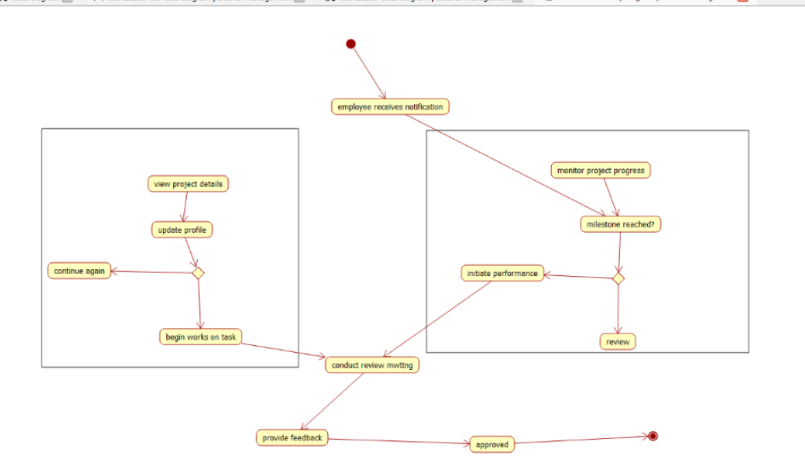 employee receives notification
view project details
monitor project progress
update profile
milestone reached?
continue again
initiate performance
begin works on task
review
conduct review mwttng
provide feedback
approved